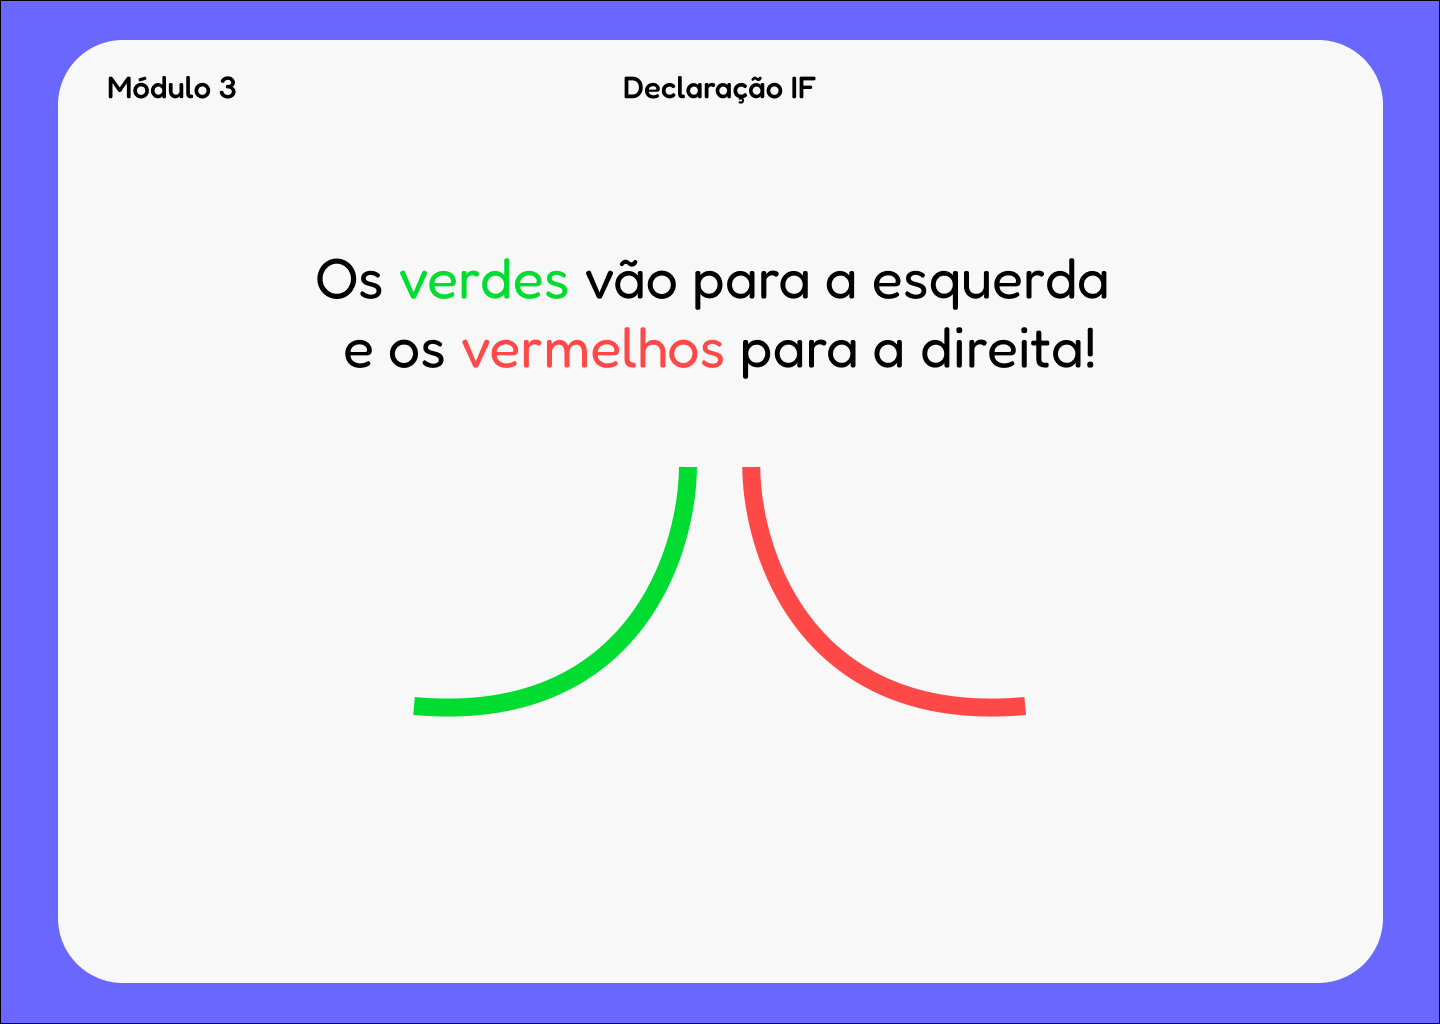 Módulo 3
Declaração IF
Os verdes vão para a esquerda
e os vermelhos para a direita!